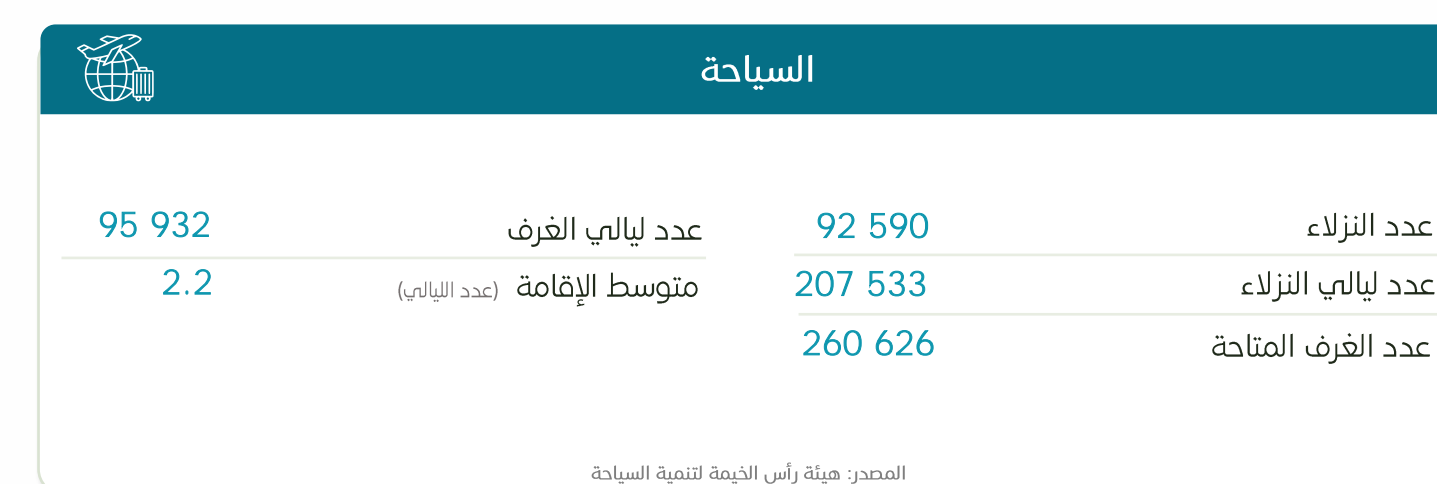 السياحة
عدد النزلاء 92 590
عدد ليالي النزلاء 207 533
عدد الغرف المتاحة 260 626
عدد ليالي الغرف 95 932
متوسط الإقامة (عدد الليالي) 2.2
المصدر: هيئة رأس الخيمة لتنمية السياحة